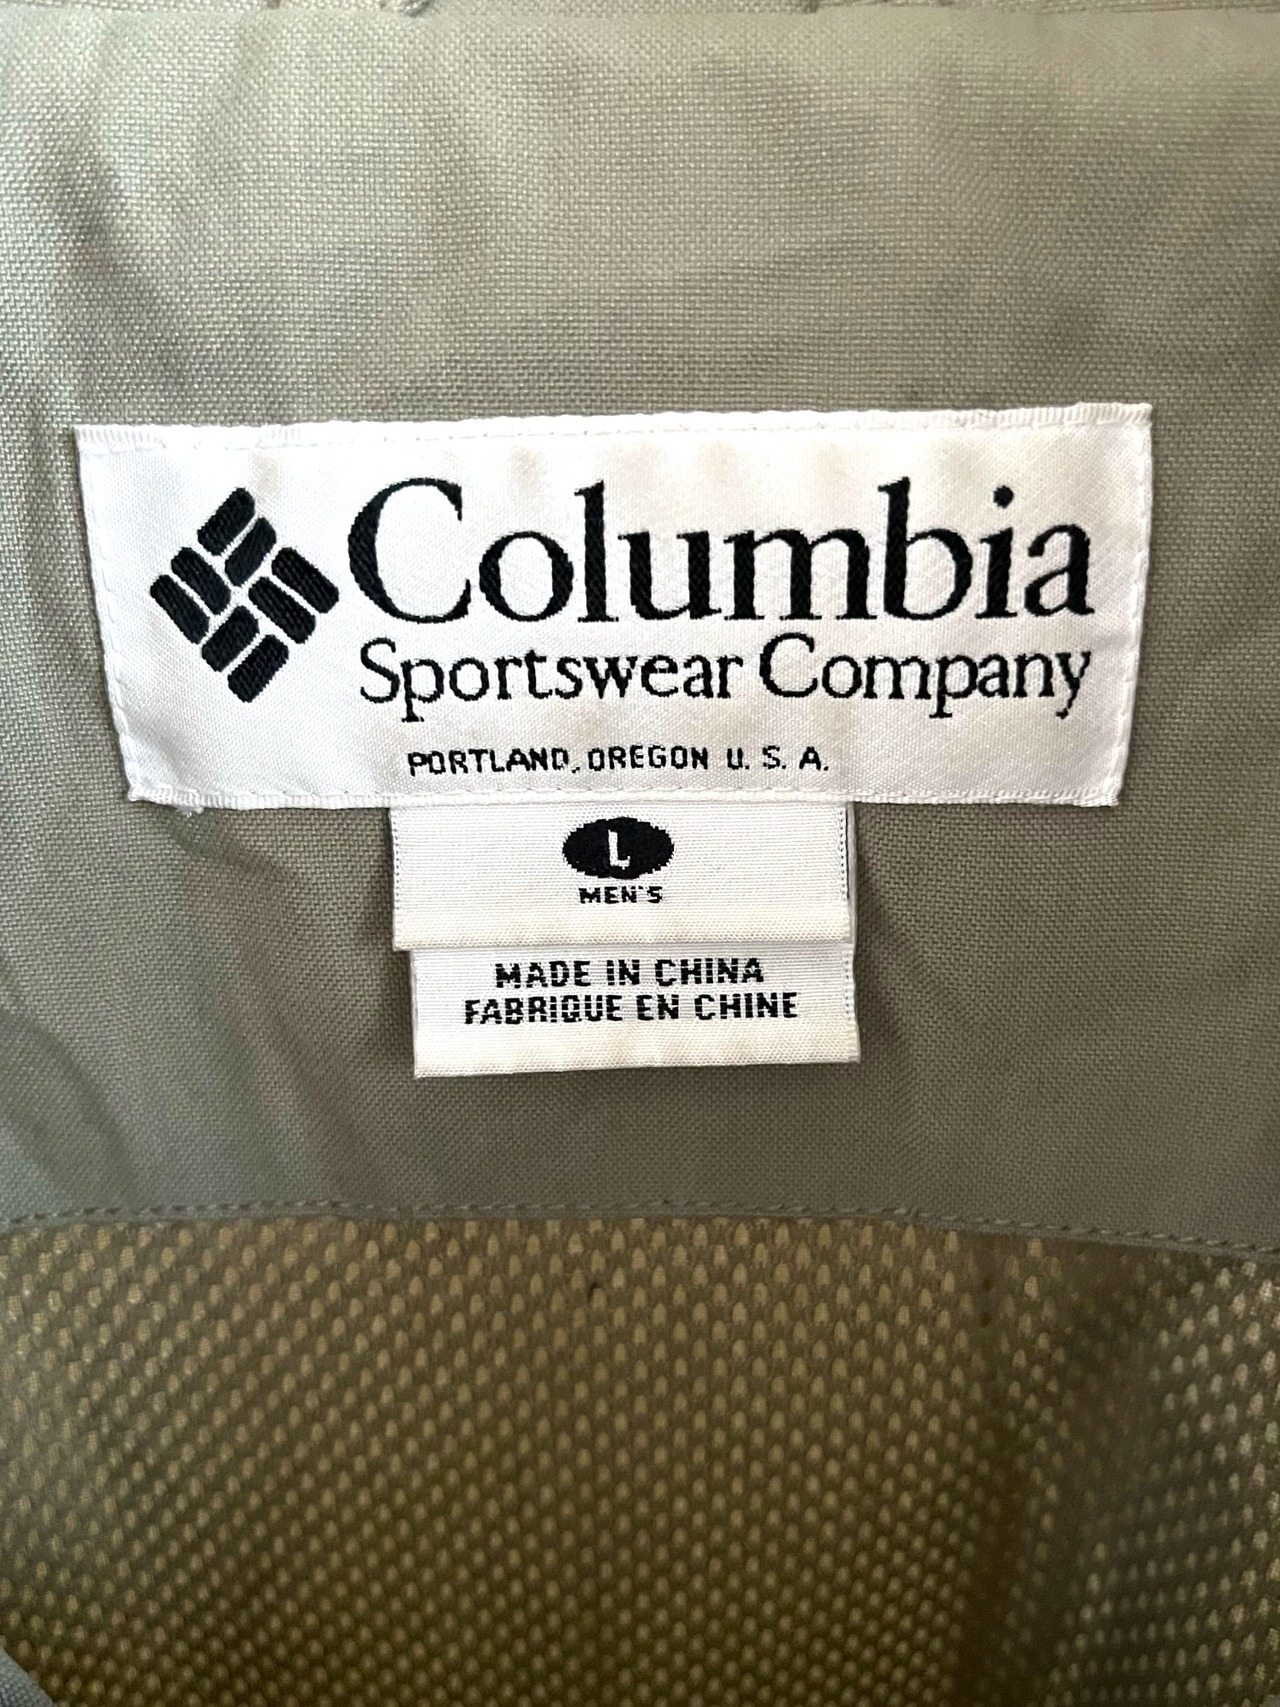 Columbia
Sportswear Company
PORTLAND, OREGON U. S. A.
L
MEN'S
MADE IN CHINA
FABRIQUE EN CHINE